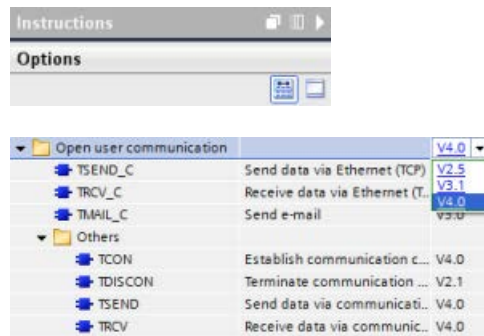 Instructions
Options
Open user communication V4.0
TSEND_C Send data via Ethernet (TCP) V2.5
TRCV_C Receive data via Ethernet (T... V3.1
V4.0
TMAIL_C Send e-mail V3.0
Others
TCON Establish communication c... V4.0
TDISCON Terminate communication ... V2.1
TSEND Send data via communicati.. V4.0
TRCV Receive data via communic.. V4.0